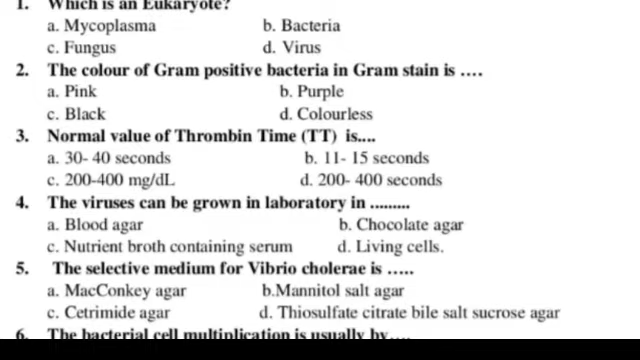 1. Which is an Eukaryote?
a. Mycoplasma b. Bacteria
c. Fungus d. Virus
2. The colour of Gram positive bacteria in Gram stain is ....
a. Pink b. Purple
c. Black d. Colourless
3. Normal value of Thrombin Time (TT) is....
a. 30- 40 seconds b. 11- 15 seconds
c. 200-400 mg/dL d. 200- 400 seconds
4. The viruses can be grown in laboratory in .........
a. Blood agar b. Chocolate agar
c. Nutrient broth containing serum d. Living cells.
5. The selective medium for Vibrio cholerae is .....
a. MacConkey agar b.Mannitol salt agar
c. Cetrimide agar d. Thiosulfate citrate bile salt sucrose agar
6. The bacterial cell multiplication is usually by....